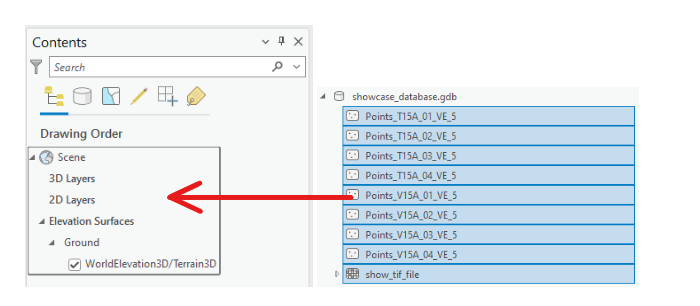 Contents
Search
Drawing Order
Scene
3D Layers
2D Layers
Elevation Surfaces
Ground
WorldElevation3D/Terrain3D
showcase_database.gdb
Points_T15A_01_VE_5
Points_T15A_02_VE_5
Points_T15A_03_VE_5
Points_T15A_04_VE_5
Points_V15A_01_VE_5
Points_V15A_02_VE_5
Points_V15A_03_VE_5
Points_V15A_04_VE_5
show_tif_file